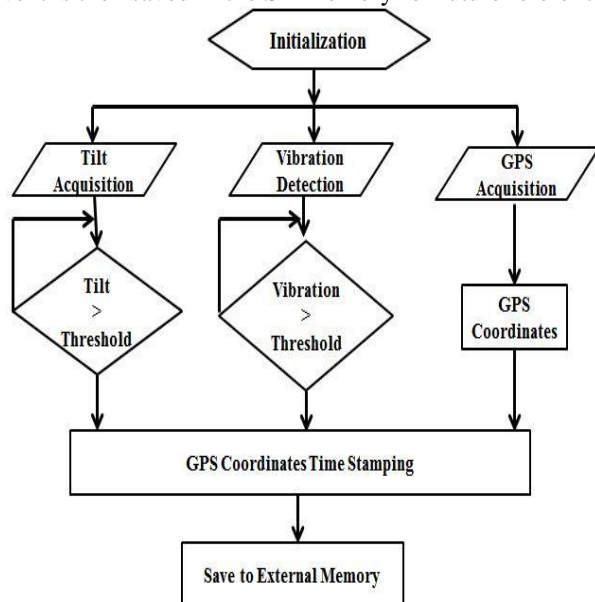 Initialization
Tilt
Acquisition
Vibration
Detection
GPS
Acquisition
Tilt
>
Threshold
Vibration
>
Threshold
GPS
Coordinates
GPS Coordinates Time Stamping
Save to External Memory